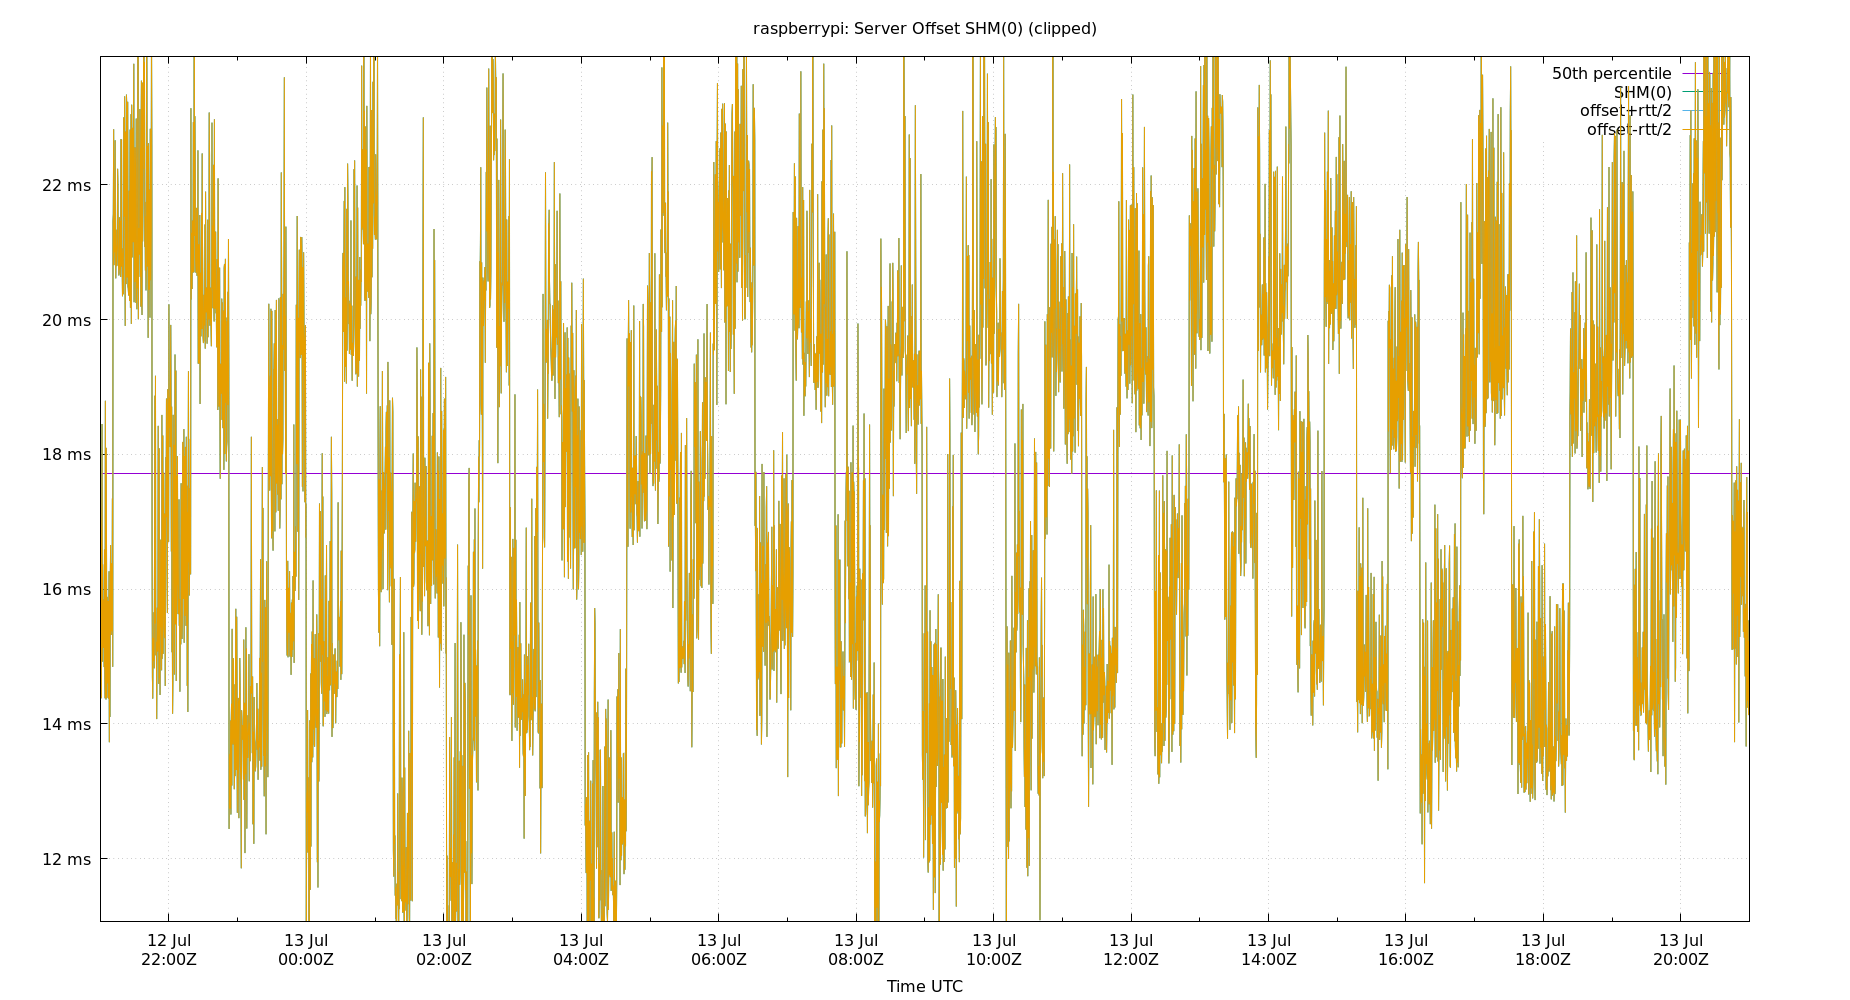 raspberrypi: Server Offset SHM(0) (clipped)
50th percentile
SHM(0)
offset+rtt/2
offset-rtt/2
22 ms
20 ms
18 ms
16 ms
14 ms
12 ms
12 Jul 13 Jul 13 Jul 13 Jul 13 Jul 13 Jul 13 Jul 13 Jul 13 Jul 13 Jul 13 Jul 13 Jul
22:00Z 00:00Z 02:00Z 04:00Z 06:00Z 08:00Z 10:00Z 12:00Z 14:00Z 16:00Z 18:00Z 20:00Z
Time UTC